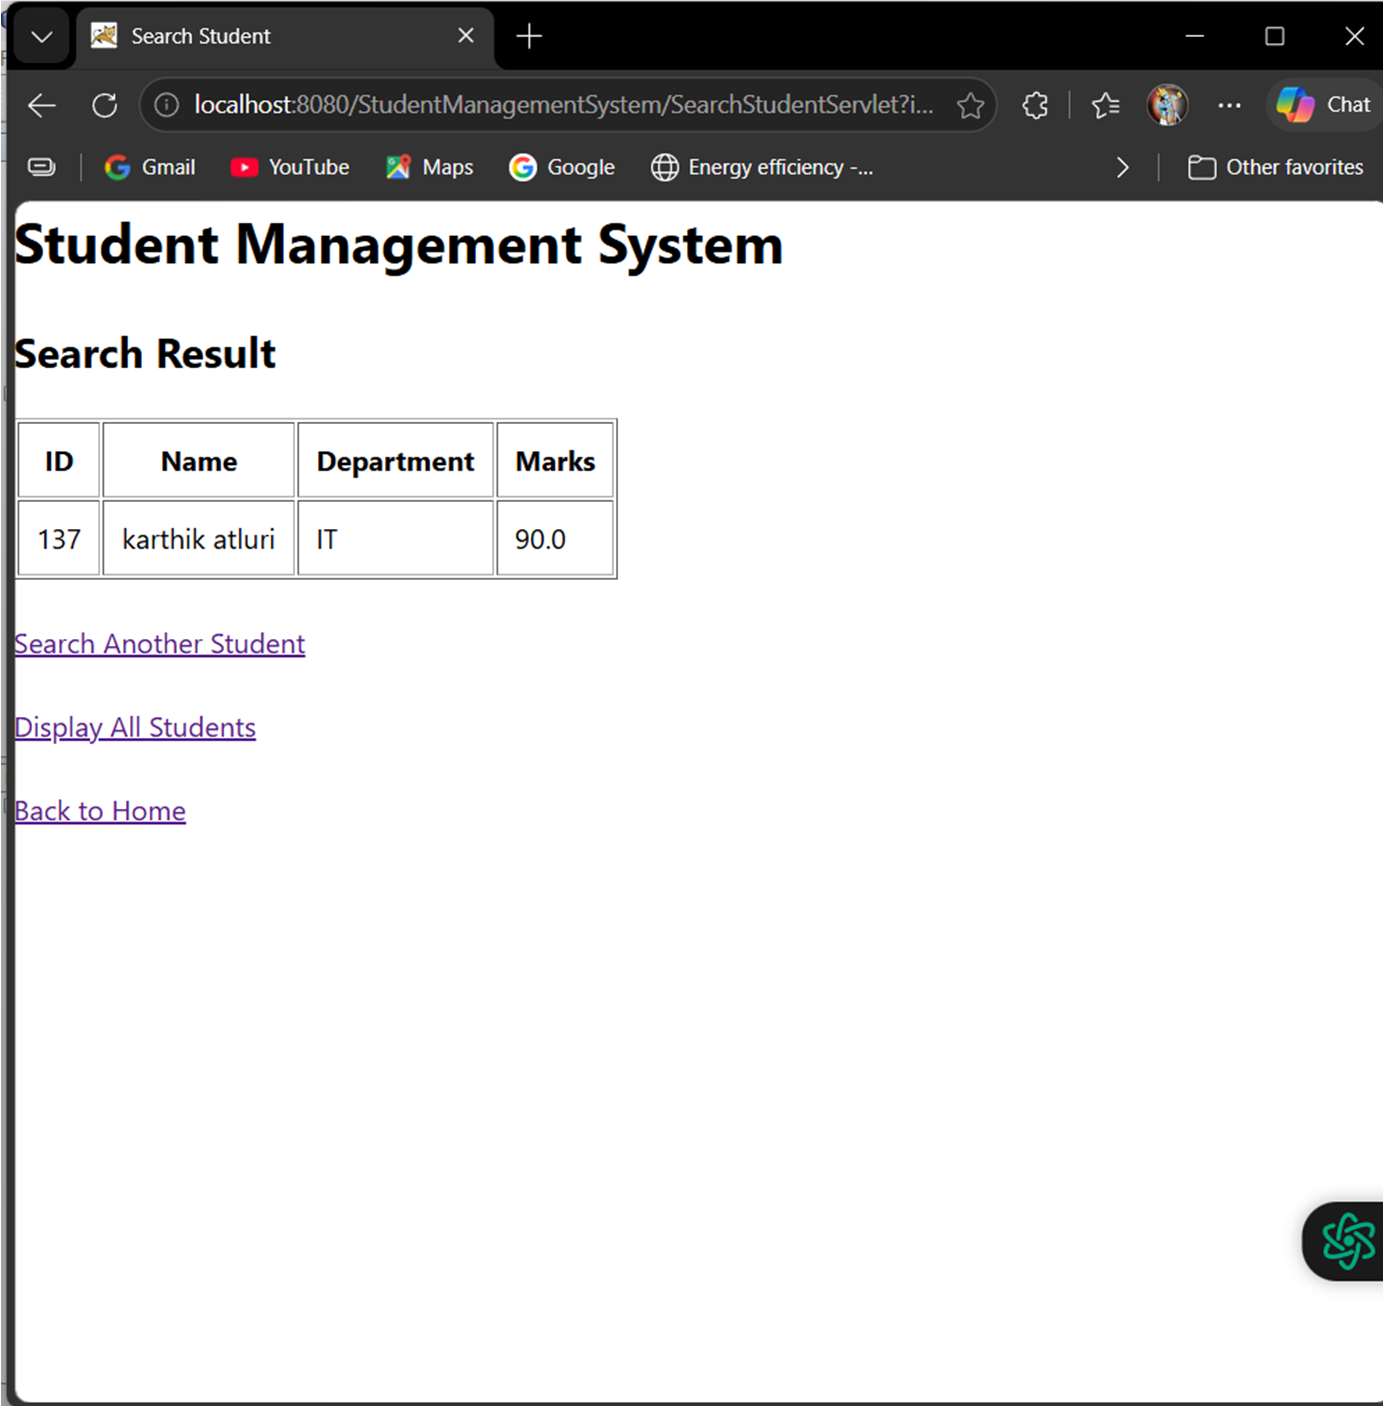 Search Student
localhost:8080/StudentManagementSystem/SearchStudentServlet?i...
Chat
Gmail
YouTube
Maps
Google
Energy efficiency -...
Other favorites
Student Management System
Search Result
ID Name Department Marks
137 karthik atluri IT 90.0
Search Another Student
Display All Students
Back to Home